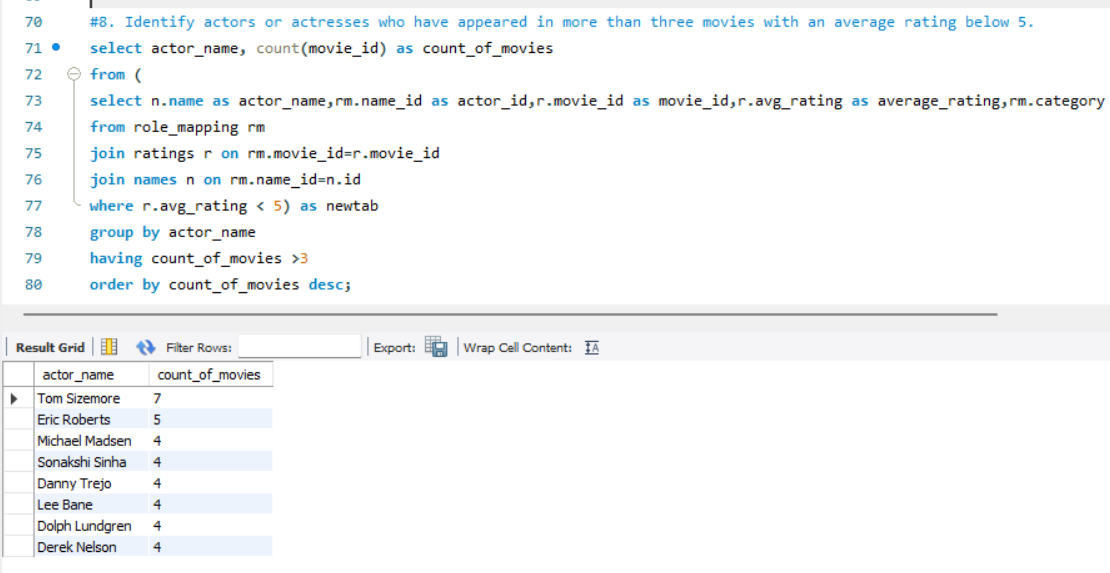 70 #8. Identify actors or actresses who have appeared in more than three movies with an average rating below 5.
71 select actor_name, count(movie_id) as count_of_movies
72 from (
73 select n.name as actor_name,rm.name_id as actor_id,r.movie_id as movie_id,r.avg_rating as average_rating,rm.category
74 from role_mapping rm
75 join ratings r on rm.movie_id=r.movie_id
76 join names n on rm.name_id=n.id
77 where r.avg_rating < 5) as newtab
78 group by actor_name
79 having count_of_movies >3
80 order by count_of_movies desc;
Result Grid Filter Rows: Export: Wrap Cell Content: IA
actor_name count_of_movies
Tom Sizemore 7
Eric Roberts 5
Michael Madsen 4
Sonakshi Sinha 4
Danny Trejo 4
Lee Bane 4
Dolph Lundgren 4
Derek Nelson 4